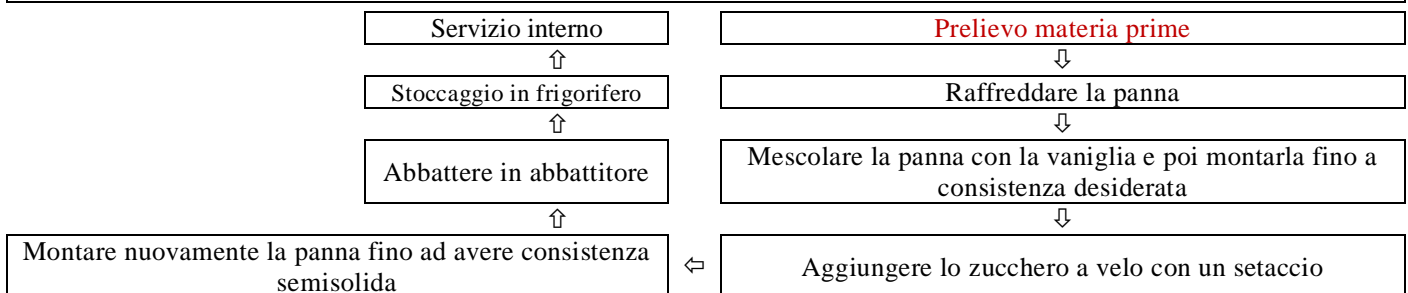 Servizio interno
Prelievo materia prime
⇧
⇩
Stoccaggio in frigorifero
Raffreddare la panna
⇧
⇩
Abbattere in abbattitore
Mescolare la panna con la vaniglia e poi montarla fino a
consistenza desiderata
⇧
⇩
Montare nuovamente la panna fino ad avere consistenza
semisolida
⇦
Aggiungere lo zucchero a velo con un setaccio